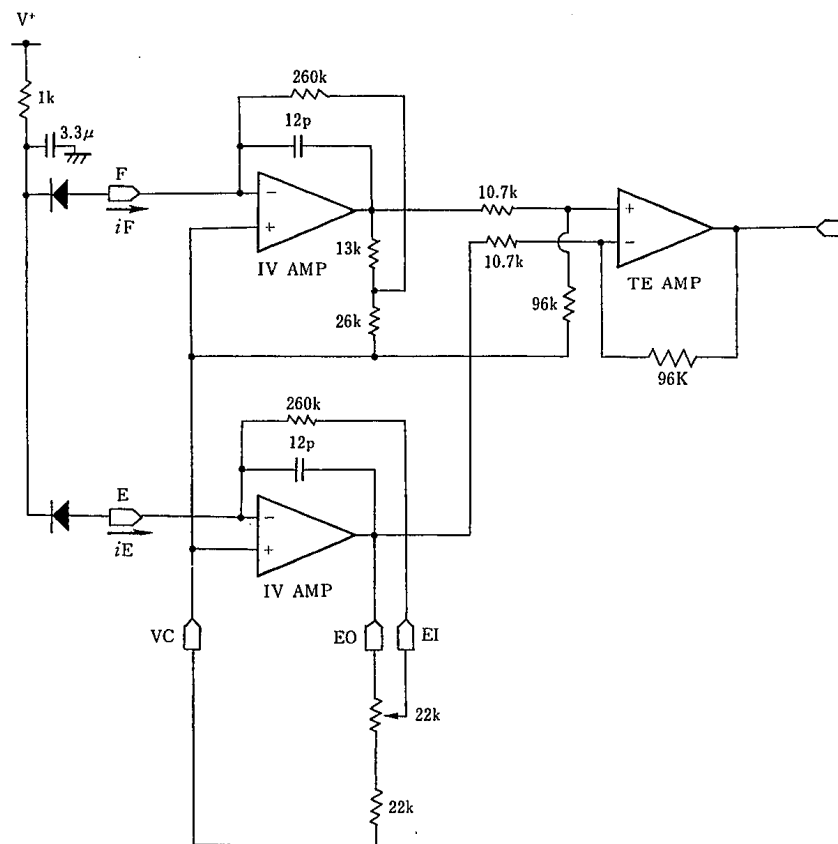 V+
1k
3.3μ
F
iF
260k
12p
−
+
IV AMP
13k
26k
10.7k
10.7k
96k
+
−
TE AMP
96K
260k
12p
E
iE
−
+
IV AMP
VC
EO
EI
22k
22k